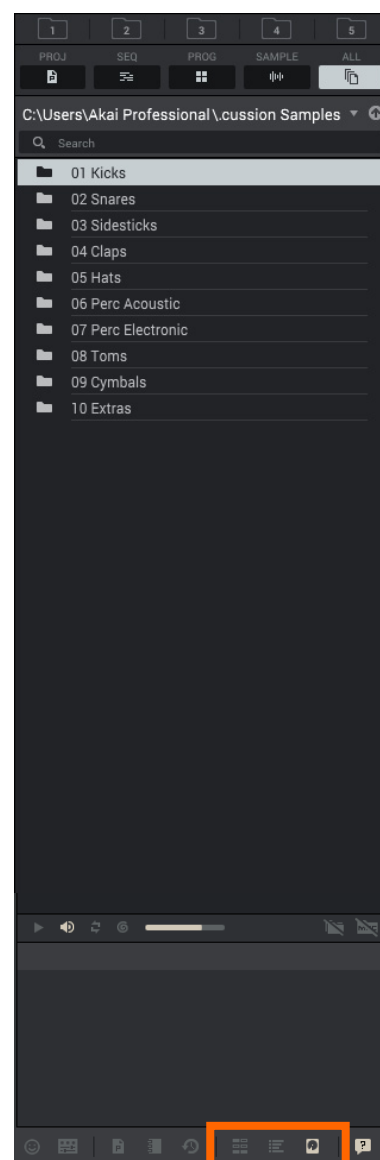 1 2 3 4 5
PROJ SEQ PROG SAMPLE ALL
C:\Users\Akai Professional\.cussion Samples
Search
01 Kicks
02 Snares
03 Sidesticks
04 Claps
05 Hats
06 Perc Acoustic
07 Perc Electronic
08 Toms
09 Cymbals
10 Extras
?